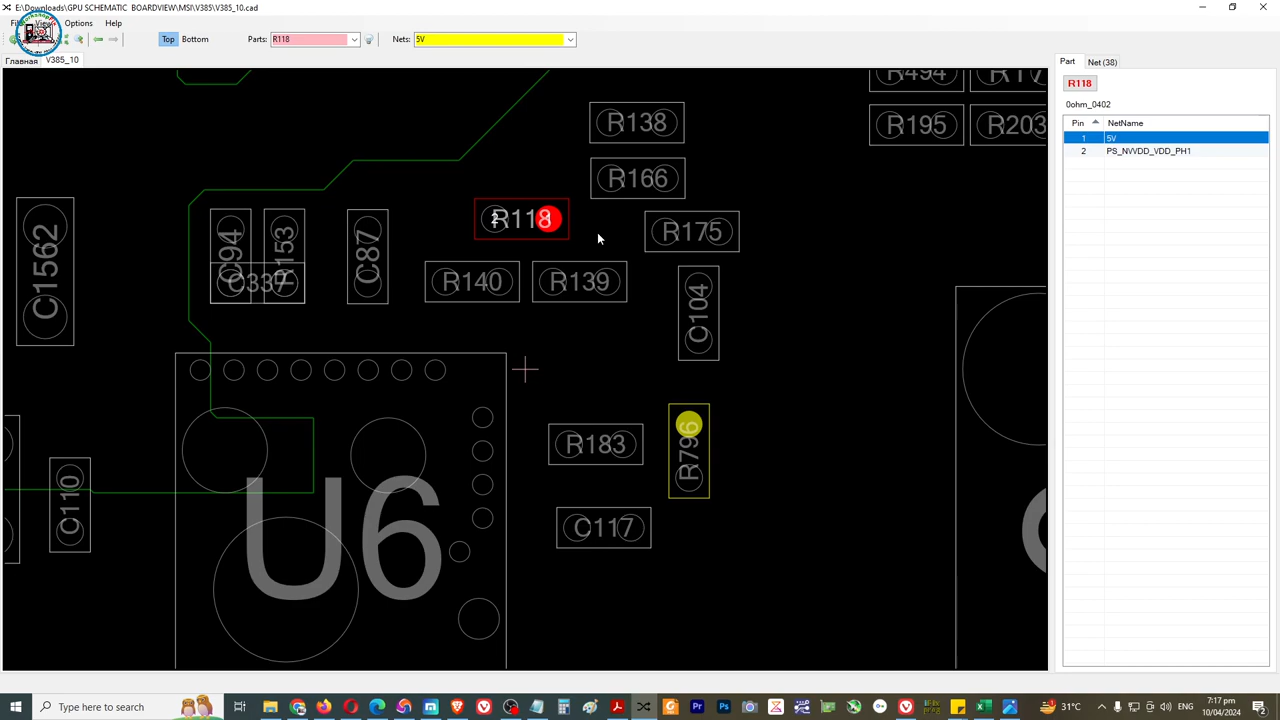 E:\Downloads\GPU SCHEMATIC BOARDVIEW\MSI\V385\V385_10.cad
View Options Help
Top Bottom Parts: R118 Nets: 5V
Главная V385_10
Part Net (38)
R118
0ohm_0402
Pin NetName
1 5V
2 PS_NVVDD_VDD_PH1
R494
R138
R195
R203
R166
R118
2
1
R175
C94
R153
C87
C337
C1562
R140
R139
C104
R183
R796
C110
C117
U6
Type here to search
31°C
ENG
7:17 pm
10/04/2024